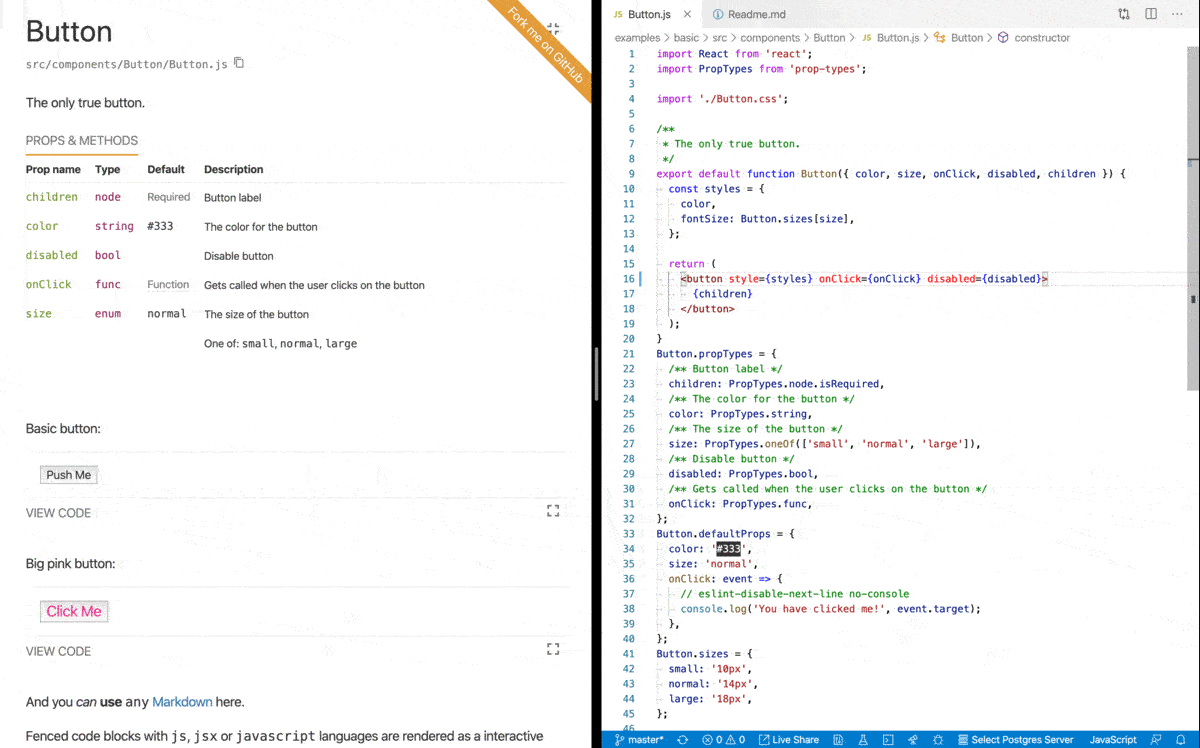 Button
Fork me on GitHub
src/components/Button/Button.js
The only true button.
PROPS & METHODS
Prop name Type Default Description
children node Required Button label
color string #333 The color for the button
disabled bool Disable button
onClick func Function Gets called when the user clicks on the button
size enum normal The size of the button
One of: small, normal, large
Basic button:
Push Me
VIEW CODE
Big pink button:
Click Me
VIEW CODE
And you can use any Markdown here.
Fenced code blocks with js, jsx or javascript languages are rendered as a interactive
JS Button.js Readme.md
examples > basic > src > components > Button > JS Button.js > Button > constructor
1 import React from 'react';
2 import PropTypes from 'prop-types';
3
4 import './Button.css';
5
6 /**
7 * The only true button.
8 */
9 export default function Button({ color, size, onClick, disabled, children }) {
10 const styles = {
11 color,
12 fontSize: Button.sizes[size],
13 };
14
15 return (
16 <button style={styles} onClick={onClick} disabled={disabled}>
17 {children}
18 </button>
19 );
20 }
21 Button.propTypes = {
22 /** Button label */
23 children: PropTypes.node.isRequired,
24 /** The color for the button */
25 color: PropTypes.string,
26 /** The size of the button */
27 size: PropTypes.oneOf(['small', 'normal', 'large']),
28 /** Disable button */
29 disabled: PropTypes.bool,
30 /** Gets called when the user clicks on the button */
31 onClick: PropTypes.func,
32 };
33 Button.defaultProps = {
34 color: '#333',
35 size: 'normal',
36 onClick: event => {
37 // eslint-disable-next-line no-console
38 console.log('You have clicked me!', event.target);
39 },
40 };
41 Button.sizes = {
42 small: '10px',
43 normal: '14px',
44 large: '18px',
45 };
46
master* 0 0 Live Share Select Postgres Server JavaScript